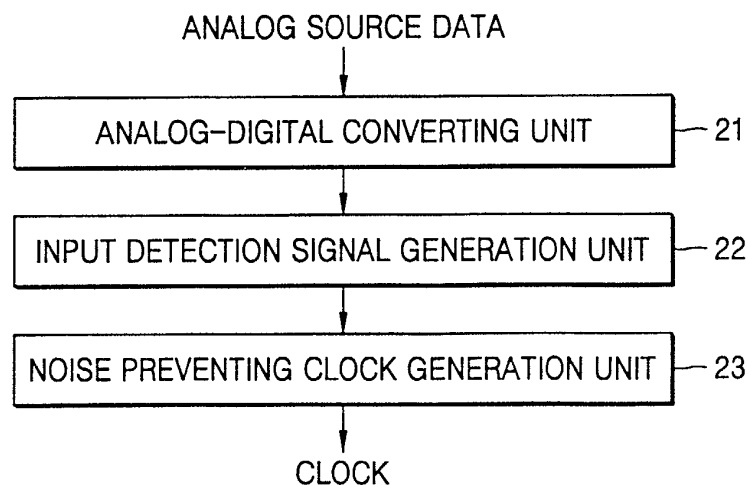 ANALOG SOURCE DATA
ANALOG-DIGITAL CONVERTING UNIT
21
INPUT DETECTION SIGNAL GENERATION UNIT
22
NOISE PREVENTING CLOCK GENERATION UNIT
23
CLOCK